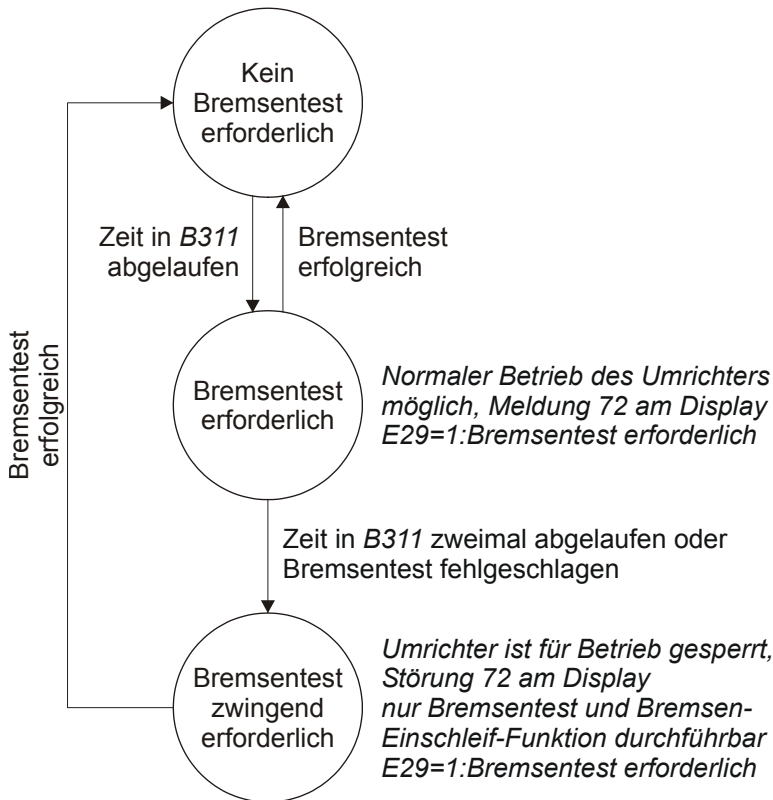 Kein
Bremsentest
erforderlich
Zeit in B311
abgelaufen
Bremsentest
erfolgreich
Bremsentest
erfolgreich
Bremsentest
erforderlich
Normaler Betrieb des Umrichters
möglich, Meldung 72 am Display
E29=1:Bremsentest erforderlich
Zeit in B311 zweimal abgelaufen oder
Bremsentest fehlgeschlagen
Bremsentest
zwingend
erforderlich
Umrichter ist für Betrieb gesperrt,
Störung 72 am Display
nur Bremsentest und Bremsen-
Einschleif-Funktion durchführbar
E29=1:Bremsentest erforderlich